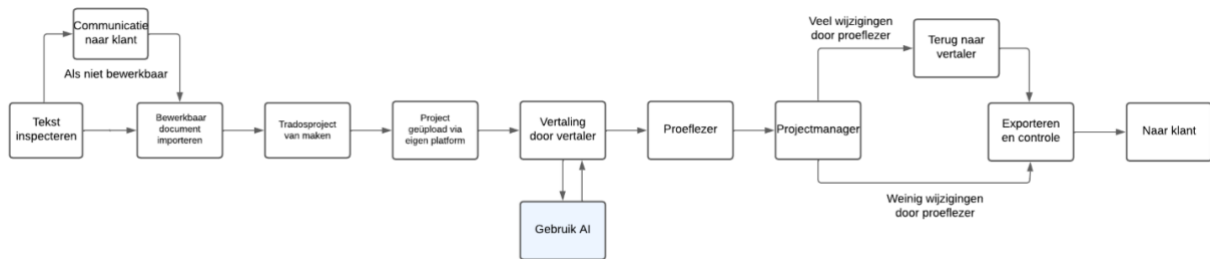 Communicatie
naar klant
Als niet bewerkbaar
Tekst
inspecteren
Bewerkbaar
document
importeren
Tradosproject
van maken
Project
geüpload via
eigen platform
Vertaling
door vertaler
Gebruik AI
Proeflezer
Projectmanager
Veel wijzigingen
door proeflezer
Terug naar
vertaler
Weinig wijzigingen
door proeflezer
Exporteren
en controle
Naar klant